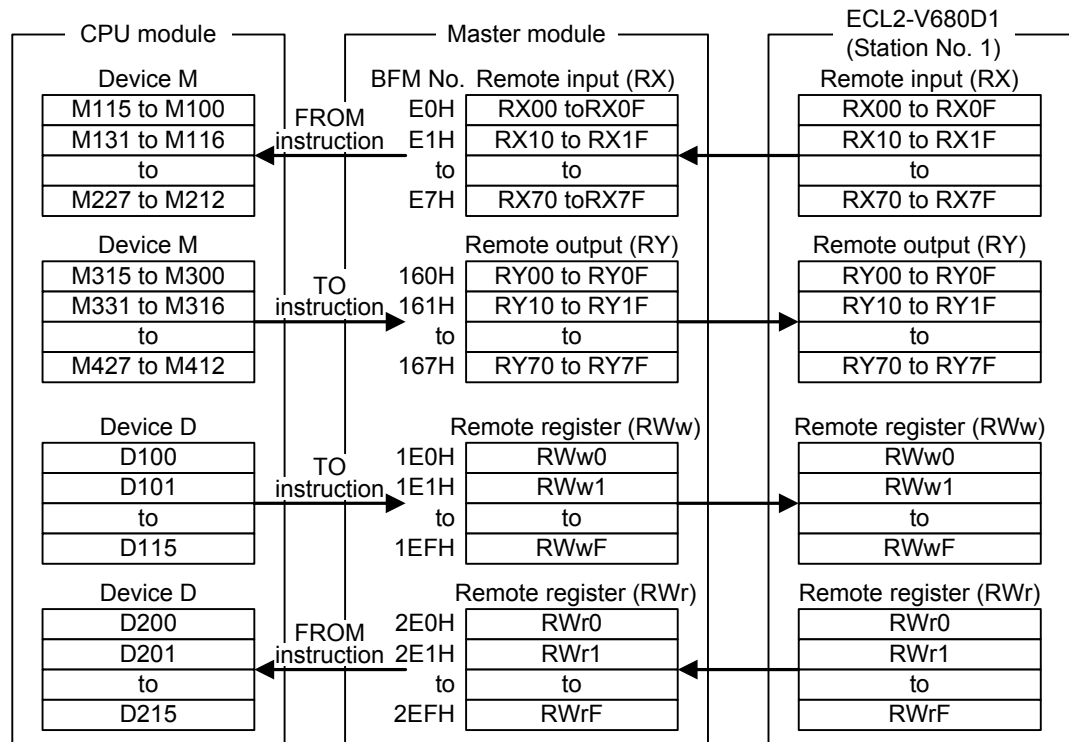 CPU module Master module ECL2-V680D1
(Station No. 1)
Device M BFM No. Remote input (RX) Remote input (RX)
M115 to M100 FROM E0H RX00 toRX0F RX00 to RX0F
M131 to M116 instruction E1H RX10 to RX1F RX10 to RX1F
to to to to
M227 to M212 E7H RX70 toRX7F RX70 to RX7F
Device M Remote output (RY) Remote output (RY)
M315 to M300 TO 160H RY00 to RY0F RY00 to RY0F
M331 to M316 instruction 161H RY10 to RY1F RY10 to RY1F
to to to to
M427 to M412 167H RY70 to RY7F RY70 to RY7F
Device D Remote register (RWw) Remote register (RWw)
D100 TO 1E0H RWw0 RWw0
D101 instruction 1E1H RWw1 RWw1
to to to to
D115 1EFH RWwF RWwF
Device D Remote register (RWr) Remote register (RWr)
D200 FROM 2E0H RWr0 RWr0
D201 instruction 2E1H RWr1 RWr1
to to to to
D215 2EFH RWrF RWrF